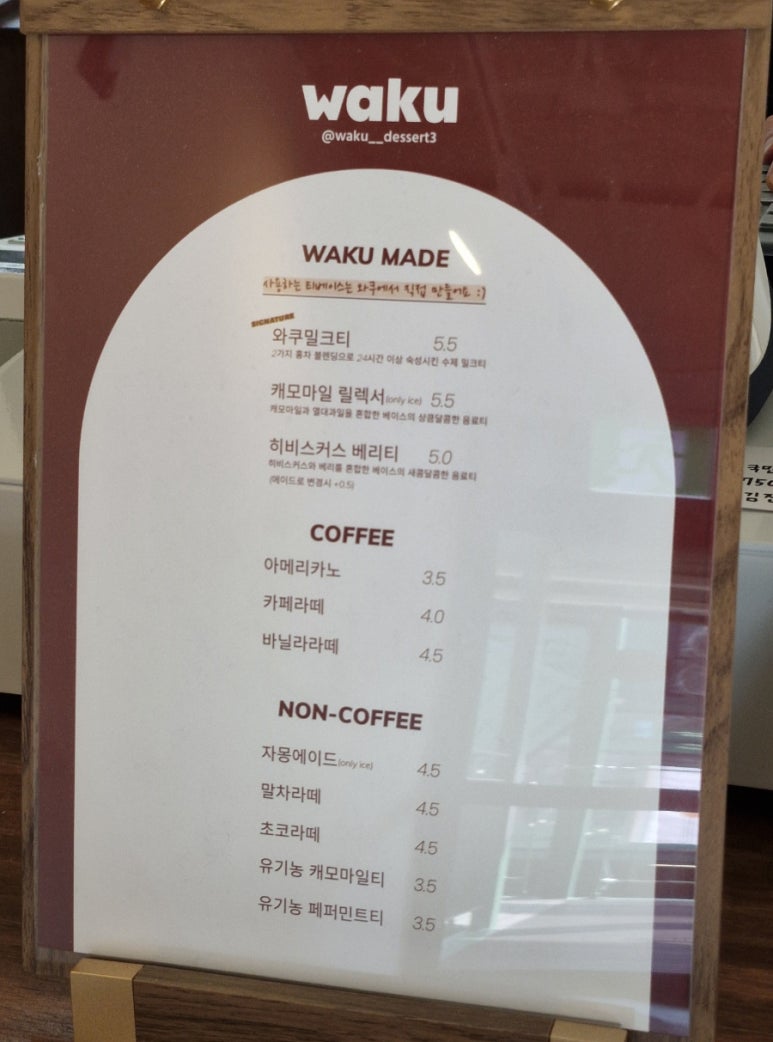 waku
@waku__dessert3
WAKU MADE
사용하는 티베이스는 와쿠에서 직접 만들어요 :)
SIGNATURE
와쿠밀크티 5.5
2가지 홍차 블렌딩으로 24시간 이상 숙성시킨 수제 밀크티
캐모마일 릴렉서(only ice) 5.5
캐모마일과 열대과일을 혼합한 베이스의 상큼달콤한 음료티
히비스커스 베리티 5.0
히비스커스와 베리를 혼합한 베이스의 새콤달콤한 음료티
(에이드로 변경시 +0.5)
COFFEE
아메리카노 3.5
카페라떼 4.0
바닐라라떼 4.5
NON-COFFEE
자몽에이드(only ice) 4.5
말차라떼 4.5
초코라떼 4.5
유기농 캐모마일티 3.5
유기농 페퍼민트티 3.5